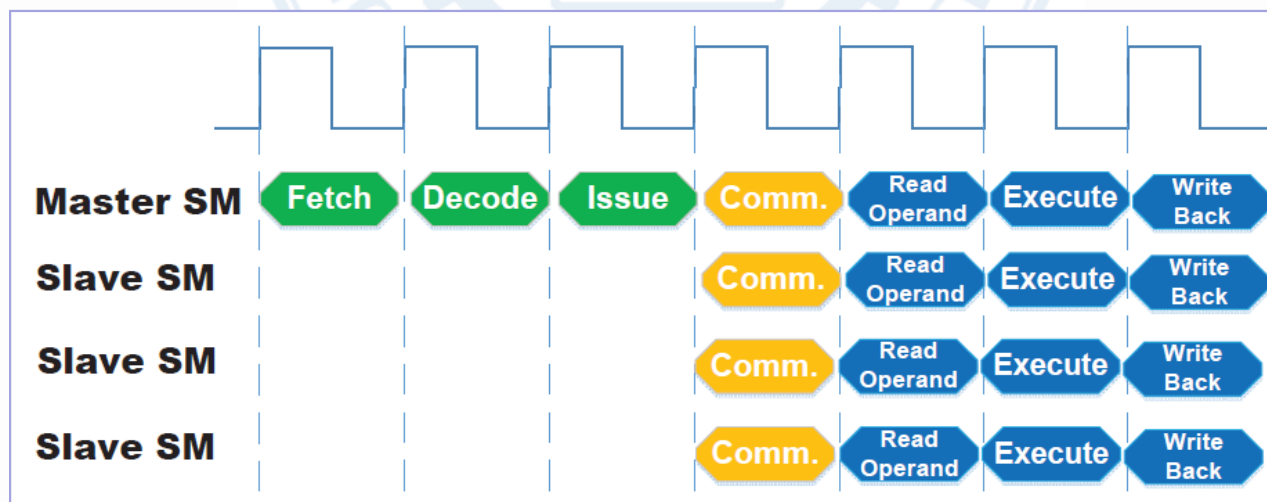 Master SM Fetch Decode Issue Comm. Read Operand Execute Write Back
Slave SM Comm. Read Operand Execute Write Back
Slave SM Comm. Read Operand Execute Write Back
Slave SM Comm. Read Operand Execute Write Back